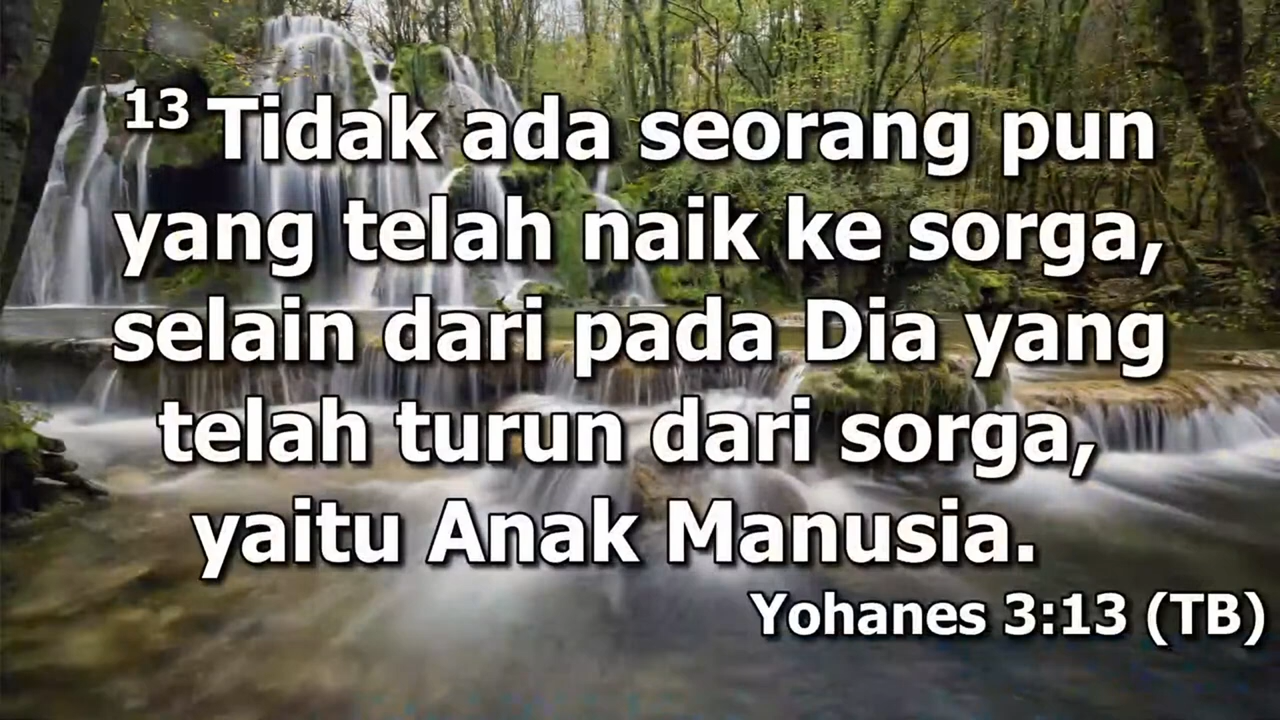 13 Tidak ada seorang pun
yang telah naik ke sorga,
selain dari pada Dia yang
telah turun dari sorga,
yaitu Anak Manusia.
Yohanes 3:13 (TB)